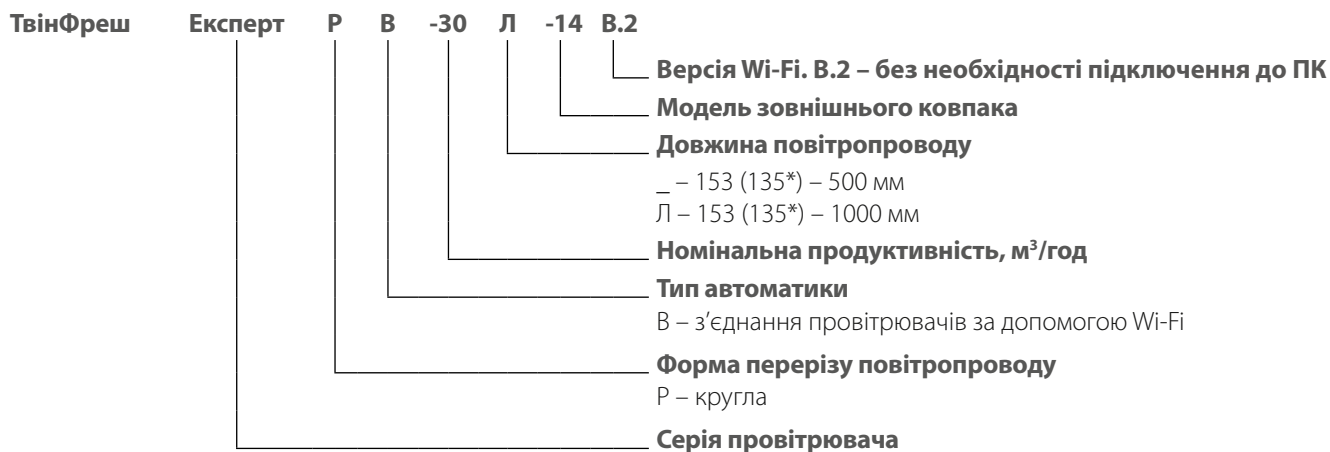 ТвінФреш Експерт Р В -30 Л -14 В.2
Версія Wi-Fi. В.2 – без необхідності підключення до ПК
Модель зовнішнього ковпака
Довжина повітропроводу
_ – 153 (135*) – 500 мм
Л – 153 (135*) – 1000 мм
Номінальна продуктивність, м³/год
Тип автоматики
В – з’єднання провітрювачів за допомогою Wi-Fi
Форма перерізу повітропроводу
Р – кругла
Серія провітрювача